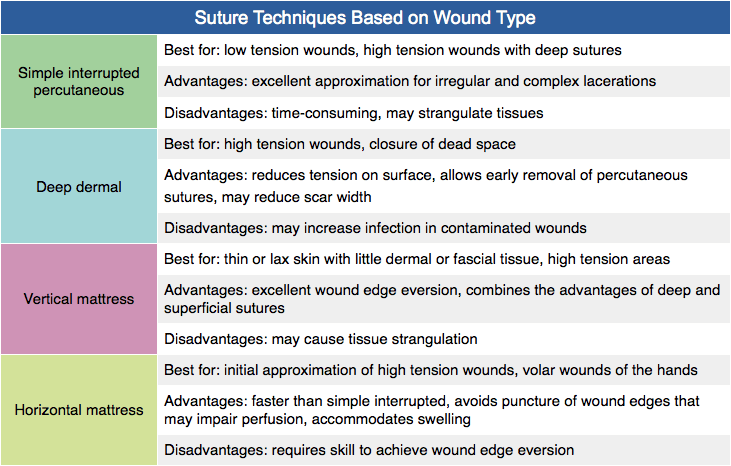 Suture Techniques Based on Wound Type
Simple interrupted
percutaneous
Best for: low tension wounds, high tension wounds with deep sutures
Advantages: excellent approximation for irregular and complex lacerations
Disadvantages: time-consuming, may strangulate tissues
Deep dermal
Best for: high tension wounds, closure of dead space
Advantages: reduces tension on surface, allows early removal of percutaneous
sutures, may reduce scar width
Disadvantages: may increase infection in contaminated wounds
Vertical mattress
Best for: thin or lax skin with little dermal or fascial tissue, high tension areas
Advantages: excellent wound edge eversion, combines the advantages of deep and
superficial sutures
Disadvantages: may cause tissue strangulation
Horizontal mattress
Best for: initial approximation of high tension wounds, volar wounds of the hands
Advantages: faster than simple interrupted, avoids puncture of wound edges that
may impair perfusion, accommodates swelling
Disadvantages: requires skill to achieve wound edge eversion